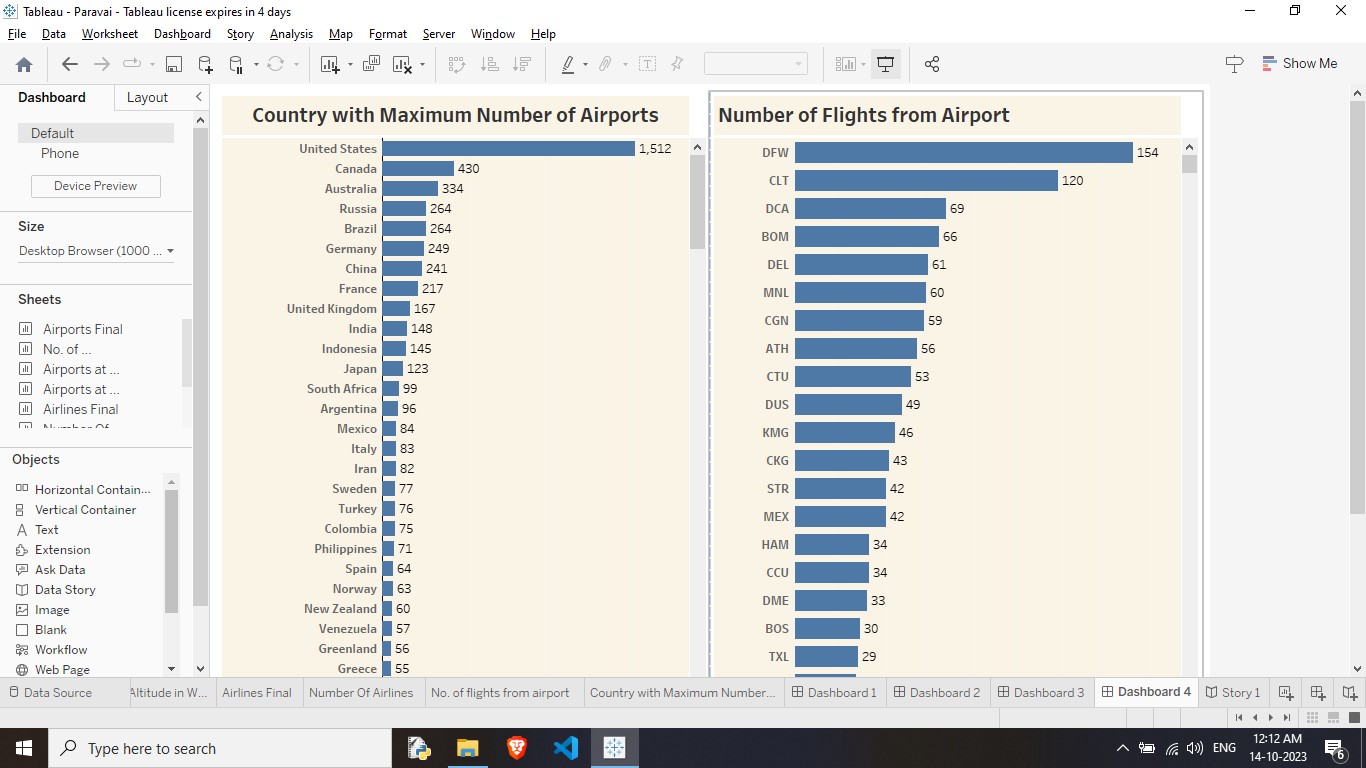 Tableau - Paravai - Tableau license expires in 4 days
File Data Worksheet Dashboard Story Analysis Map Format Server Window Help
Show Me
Dashboard Layout
Default
Phone
Device Preview
Size
Desktop Browser (1000 ...
Sheets
Airports Final
No. of ...
Airports at ...
Airports at ...
Airlines Final
Number Of
Objects
Horizontal Contain...
Vertical Container
Text
Extension
Ask Data
Data Story
Image
Blank
Workflow
Web Page
Country with Maximum Number of Airports
United States 1,512
Canada 430
Australia 334
Russia 264
Brazil 264
Germany 249
China 241
France 217
United Kingdom 167
India 148
Indonesia 145
Japan 123
South Africa 99
Argentina 96
Mexico 84
Italy 83
Iran 82
Sweden 77
Turkey 76
Colombia 75
Philippines 71
Spain 64
Norway 63
New Zealand 60
Venezuela 57
Greenland 56
Greece 55
Number of Flights from Airport
DFW 154
CLT 120
DCA 69
BOM 66
DEL 61
MNL 60
CGN 59
ATH 56
CTU 53
DUS 49
KMG 46
CKG 43
STR 42
MEX 42
HAM 34
CCU 34
DME 33
BOS 30
TXL 29
Data Source Altitude in W... Airlines Final Number Of Airlines No. of flights from airport Country with Maximum Number... Dashboard 1 Dashboard 2 Dashboard 3 Dashboard 4 Story 1
Type here to search
ENG
12:12 AM
14-10-2023
6